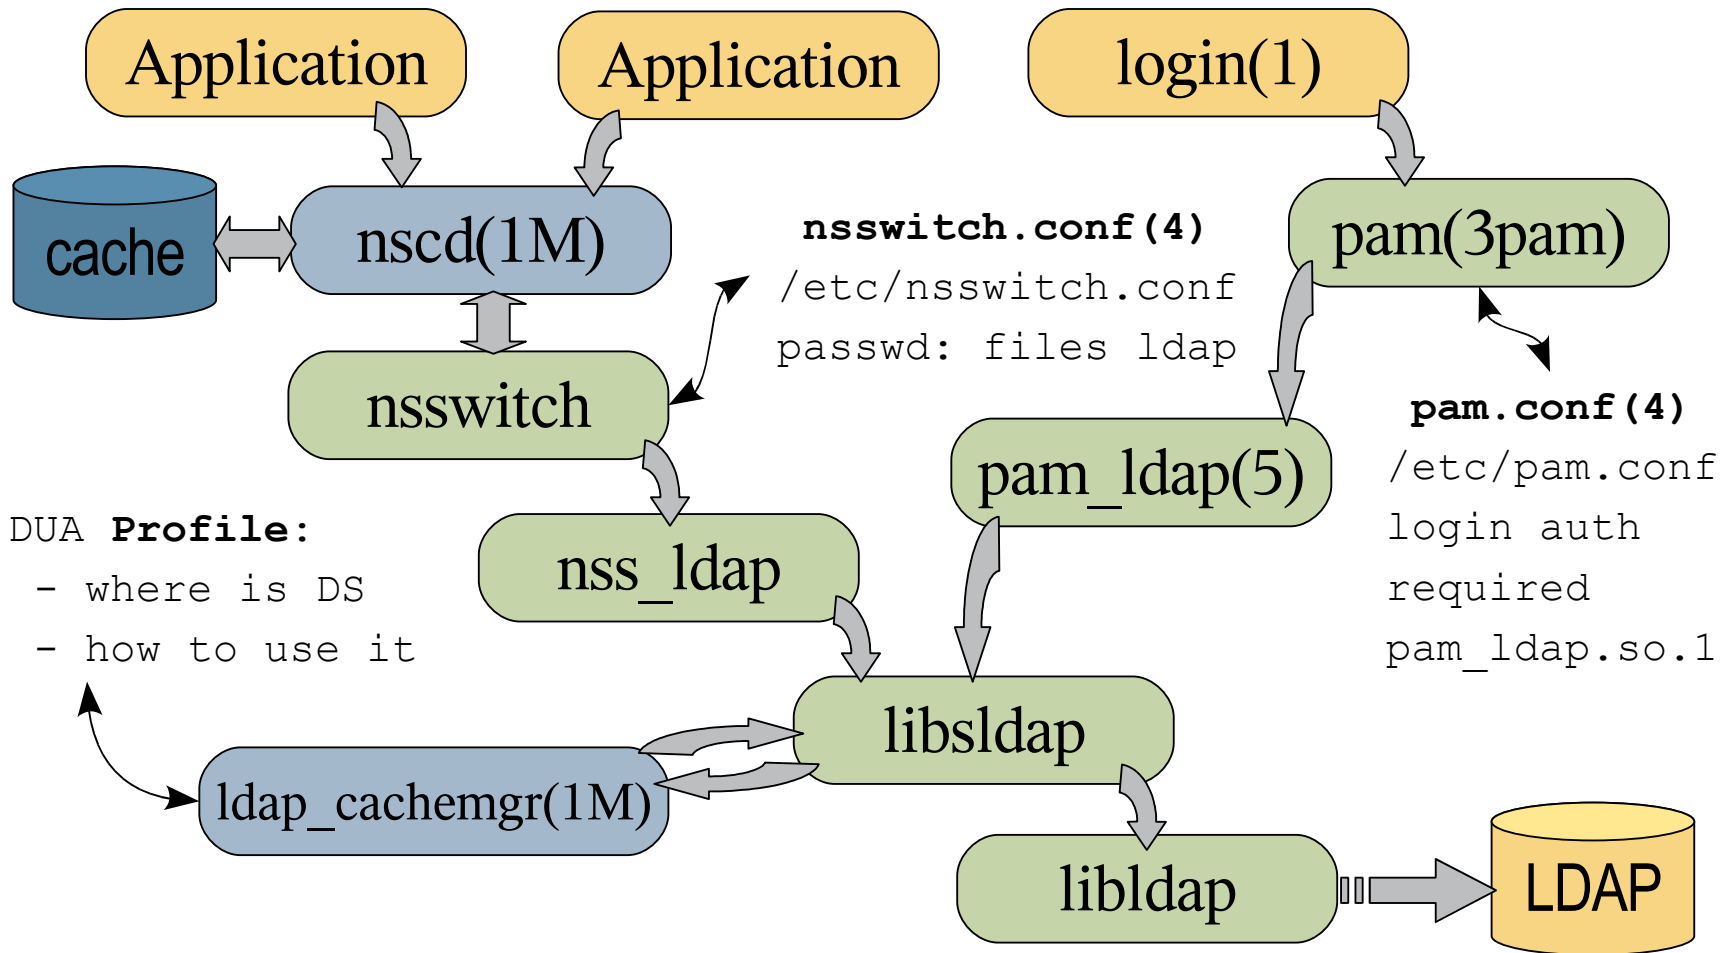 Application
Application
login(1)
cache
nscd(1M)
nsswitch.conf(4)
/etc/nsswitch.conf
passwd: files ldap
pam(3pam)
nsswitch
pam_ldap(5)
pam.conf(4)
/etc/pam.conf
login auth
required
pam_ldap.so.1
DUA Profile:
- where is DS
- how to use it
nss_ldap
libsldap
ldap_cachemgr(1M)
libldap
LDAP